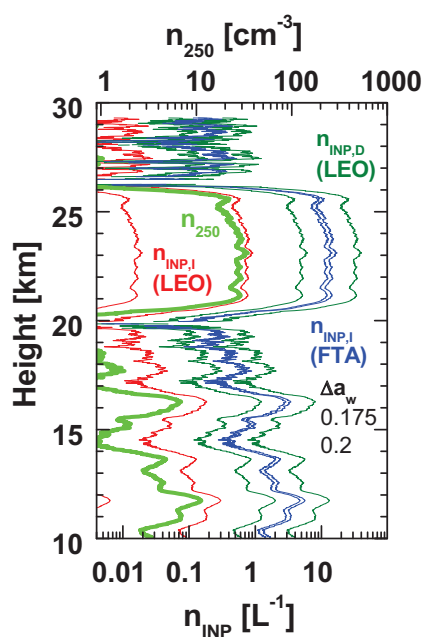 n250 [cm-3]
1 10 100 1000
30
nINP,D
(LEO)
n250
25
nINP,I
(LEO)
Height [km]
20
nINP,I
(FTA)
Δaw
0.175
15
0.2
10
0.01 0.1 1 10
nINP [L-1]